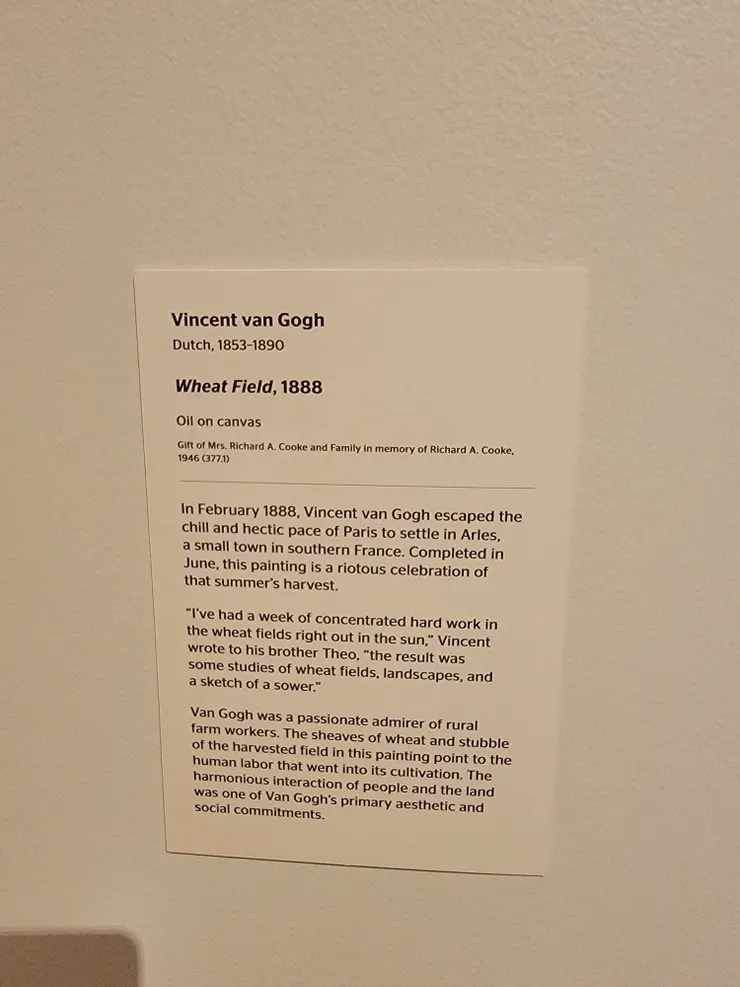 Vincent van Gogh
Dutch, 1853–1890
Wheat Field, 1888
Oil on canvas
Gift of Mrs. Richard A. Cooke and Family in memory of Richard A. Cooke,
1946 (377.1)
In February 1888, Vincent van Gogh escaped the
chill and hectic pace of Paris to settle in Arles,
a small town in southern France. Completed in
June, this painting is a riotous celebration of
that summer's harvest.
“I've had a week of concentrated hard work in
the wheat fields right out in the sun,” Vincent
wrote to his brother Theo, “the result was
some studies of wheat fields, landscapes, and
a sketch of a sower.”
Van Gogh was a passionate admirer of rural
farm workers. The sheaves of wheat and stubble
of the harvested field in this painting point to the
human labor that went into its cultivation. The
harmonious interaction of people and the land
was one of Van Gogh's primary aesthetic and
social commitments.